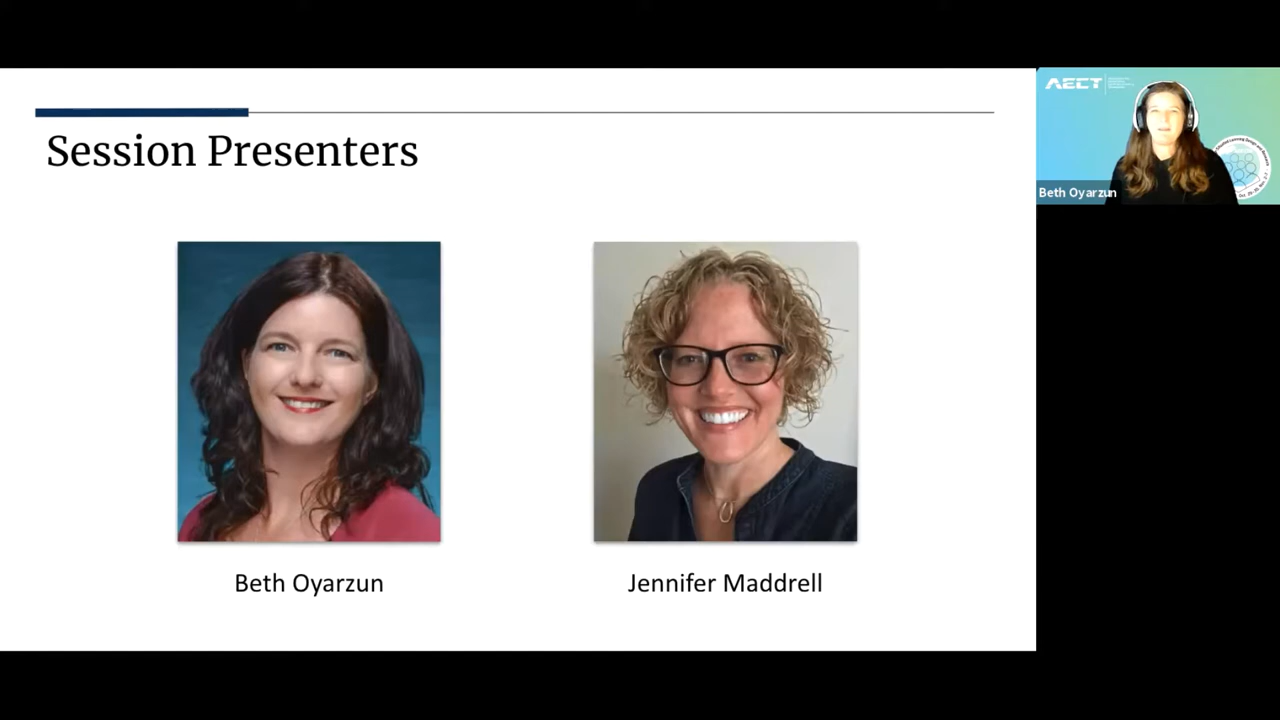 Session Presenters
Beth Oyarzun
Jennifer Maddrell
AECT
Beth Oyarzun